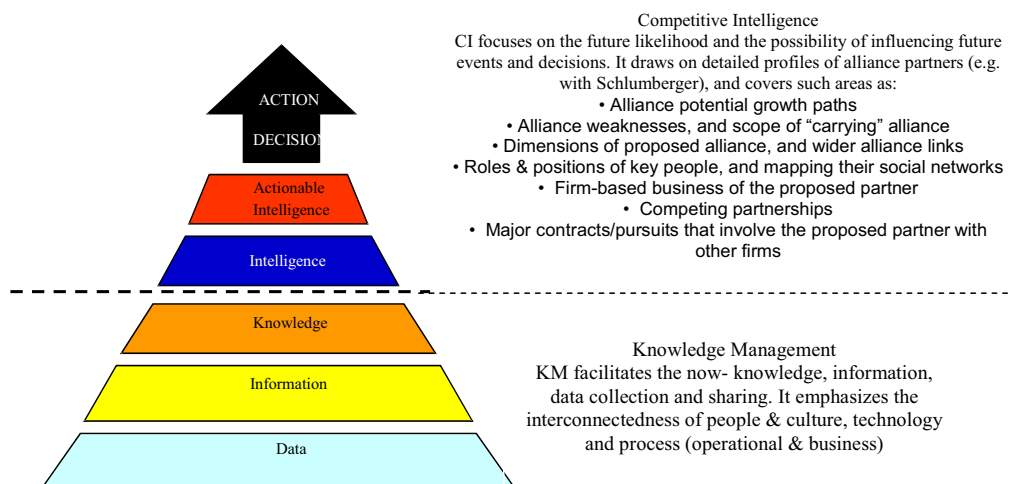 Competitive Intelligence
CI focuses on the future likelihood and the possibility of influencing future
events and decisions. It draws on detailed profiles of alliance partners (e.g.
with Schlumberger), and covers such areas as:
• Alliance potential growth paths
• Alliance weaknesses, and scope of “carrying” alliance
• Dimensions of proposed alliance, and wider alliance links
• Roles & positions of key people, and mapping their social networks
• Firm-based business of the proposed partner
• Competing partnerships
• Major contracts/pursuits that involve the proposed partner with
other firms
ACTION
DECISION
Actionable
Intelligence
Intelligence
Knowledge
Information
Data
Knowledge Management
KM facilitates the now- knowledge, information,
data collection and sharing. It emphasizes the
interconnectedness of people & culture, technology
and process (operational & business)